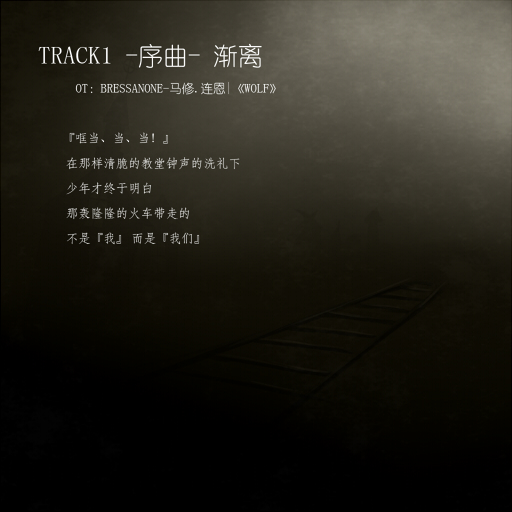 TRACK1 -序曲- 渐离
OT: BRESSANONE-马修.连恩|《WOLF》
『哐当、当、当！』
在那样清脆的教堂钟声的洗礼下
少年才终于明白
那轰隆隆的火车带走的
不是『我』 而是『我们』